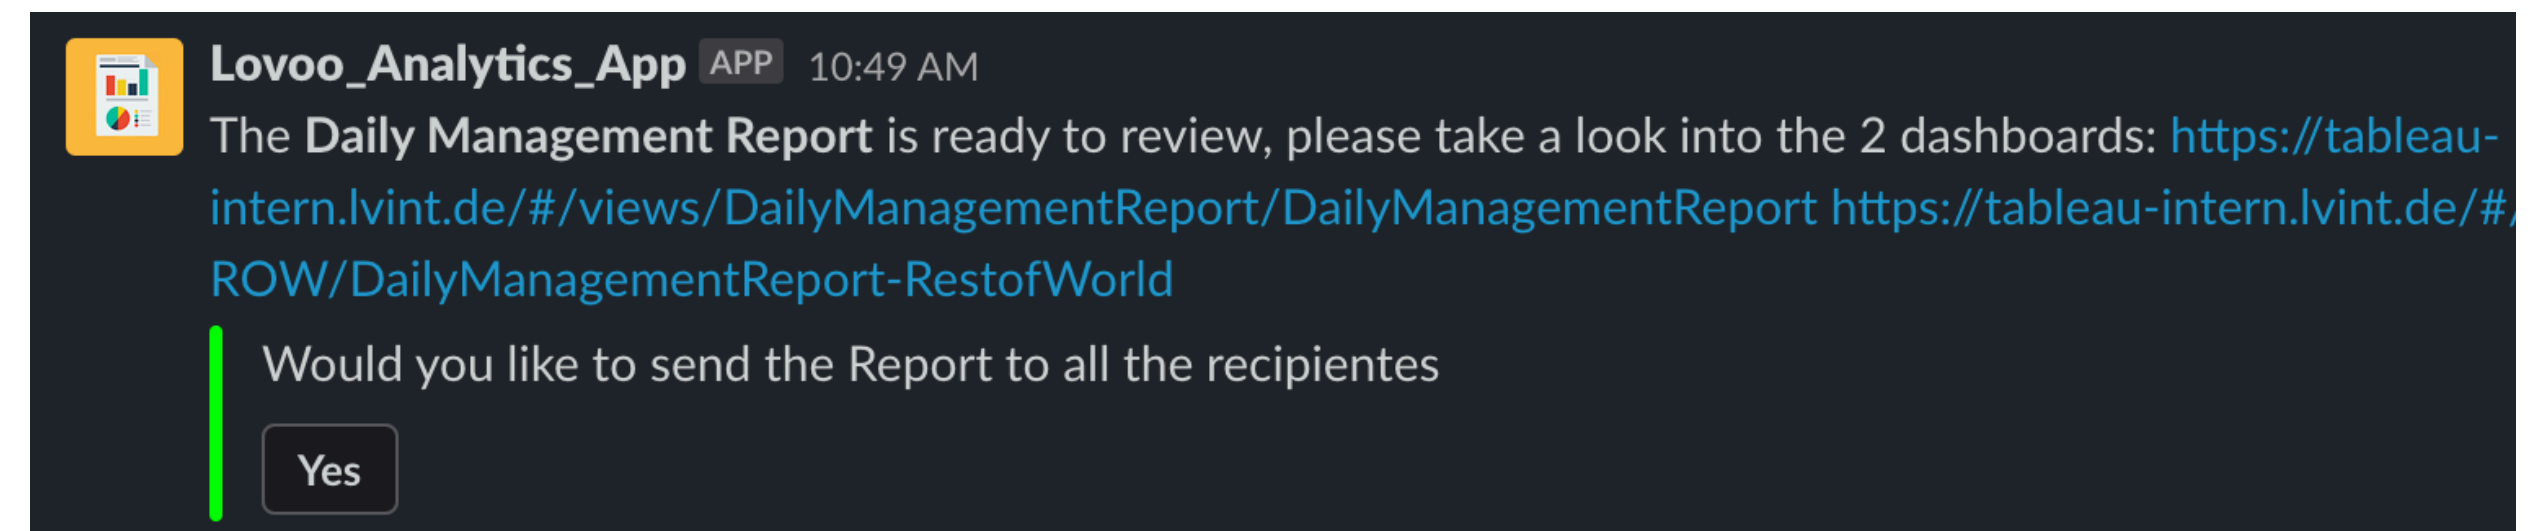 Lovoo_Analytics_App APP 10:49 AM
The Daily Management Report is ready to review, please take a look into the 2 dashboards: https://tableau-
intern.lvint.de/#/views/DailyManagementReport/DailyManagementReport https://tableau-intern.lvint.de/#/
ROW/DailyManagementReport-RestofWorld
Would you like to send the Report to all the recipientes
Yes